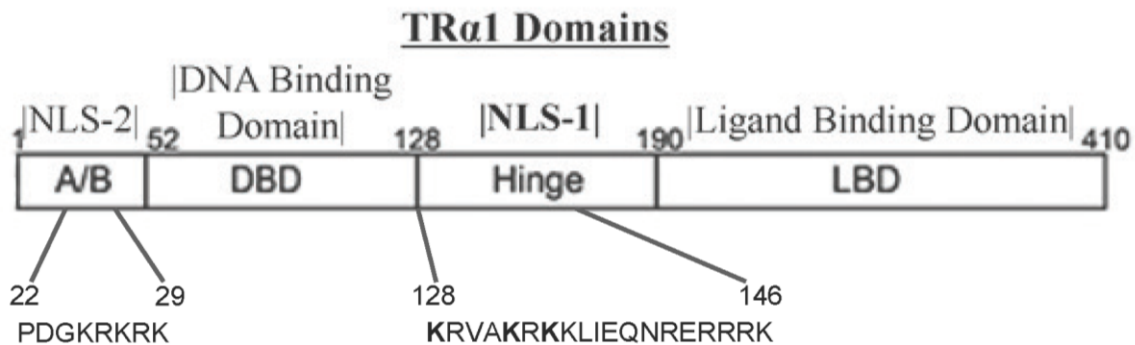 TRα1 Domains
|NLS-2| |DNA Binding Domain| |NLS-1| |Ligand Binding Domain|
1 52 128 190 410
A/B DBD Hinge LBD
22 29 128 146
PDGKRKRK KRVAKRKKLIEQNRERRRK